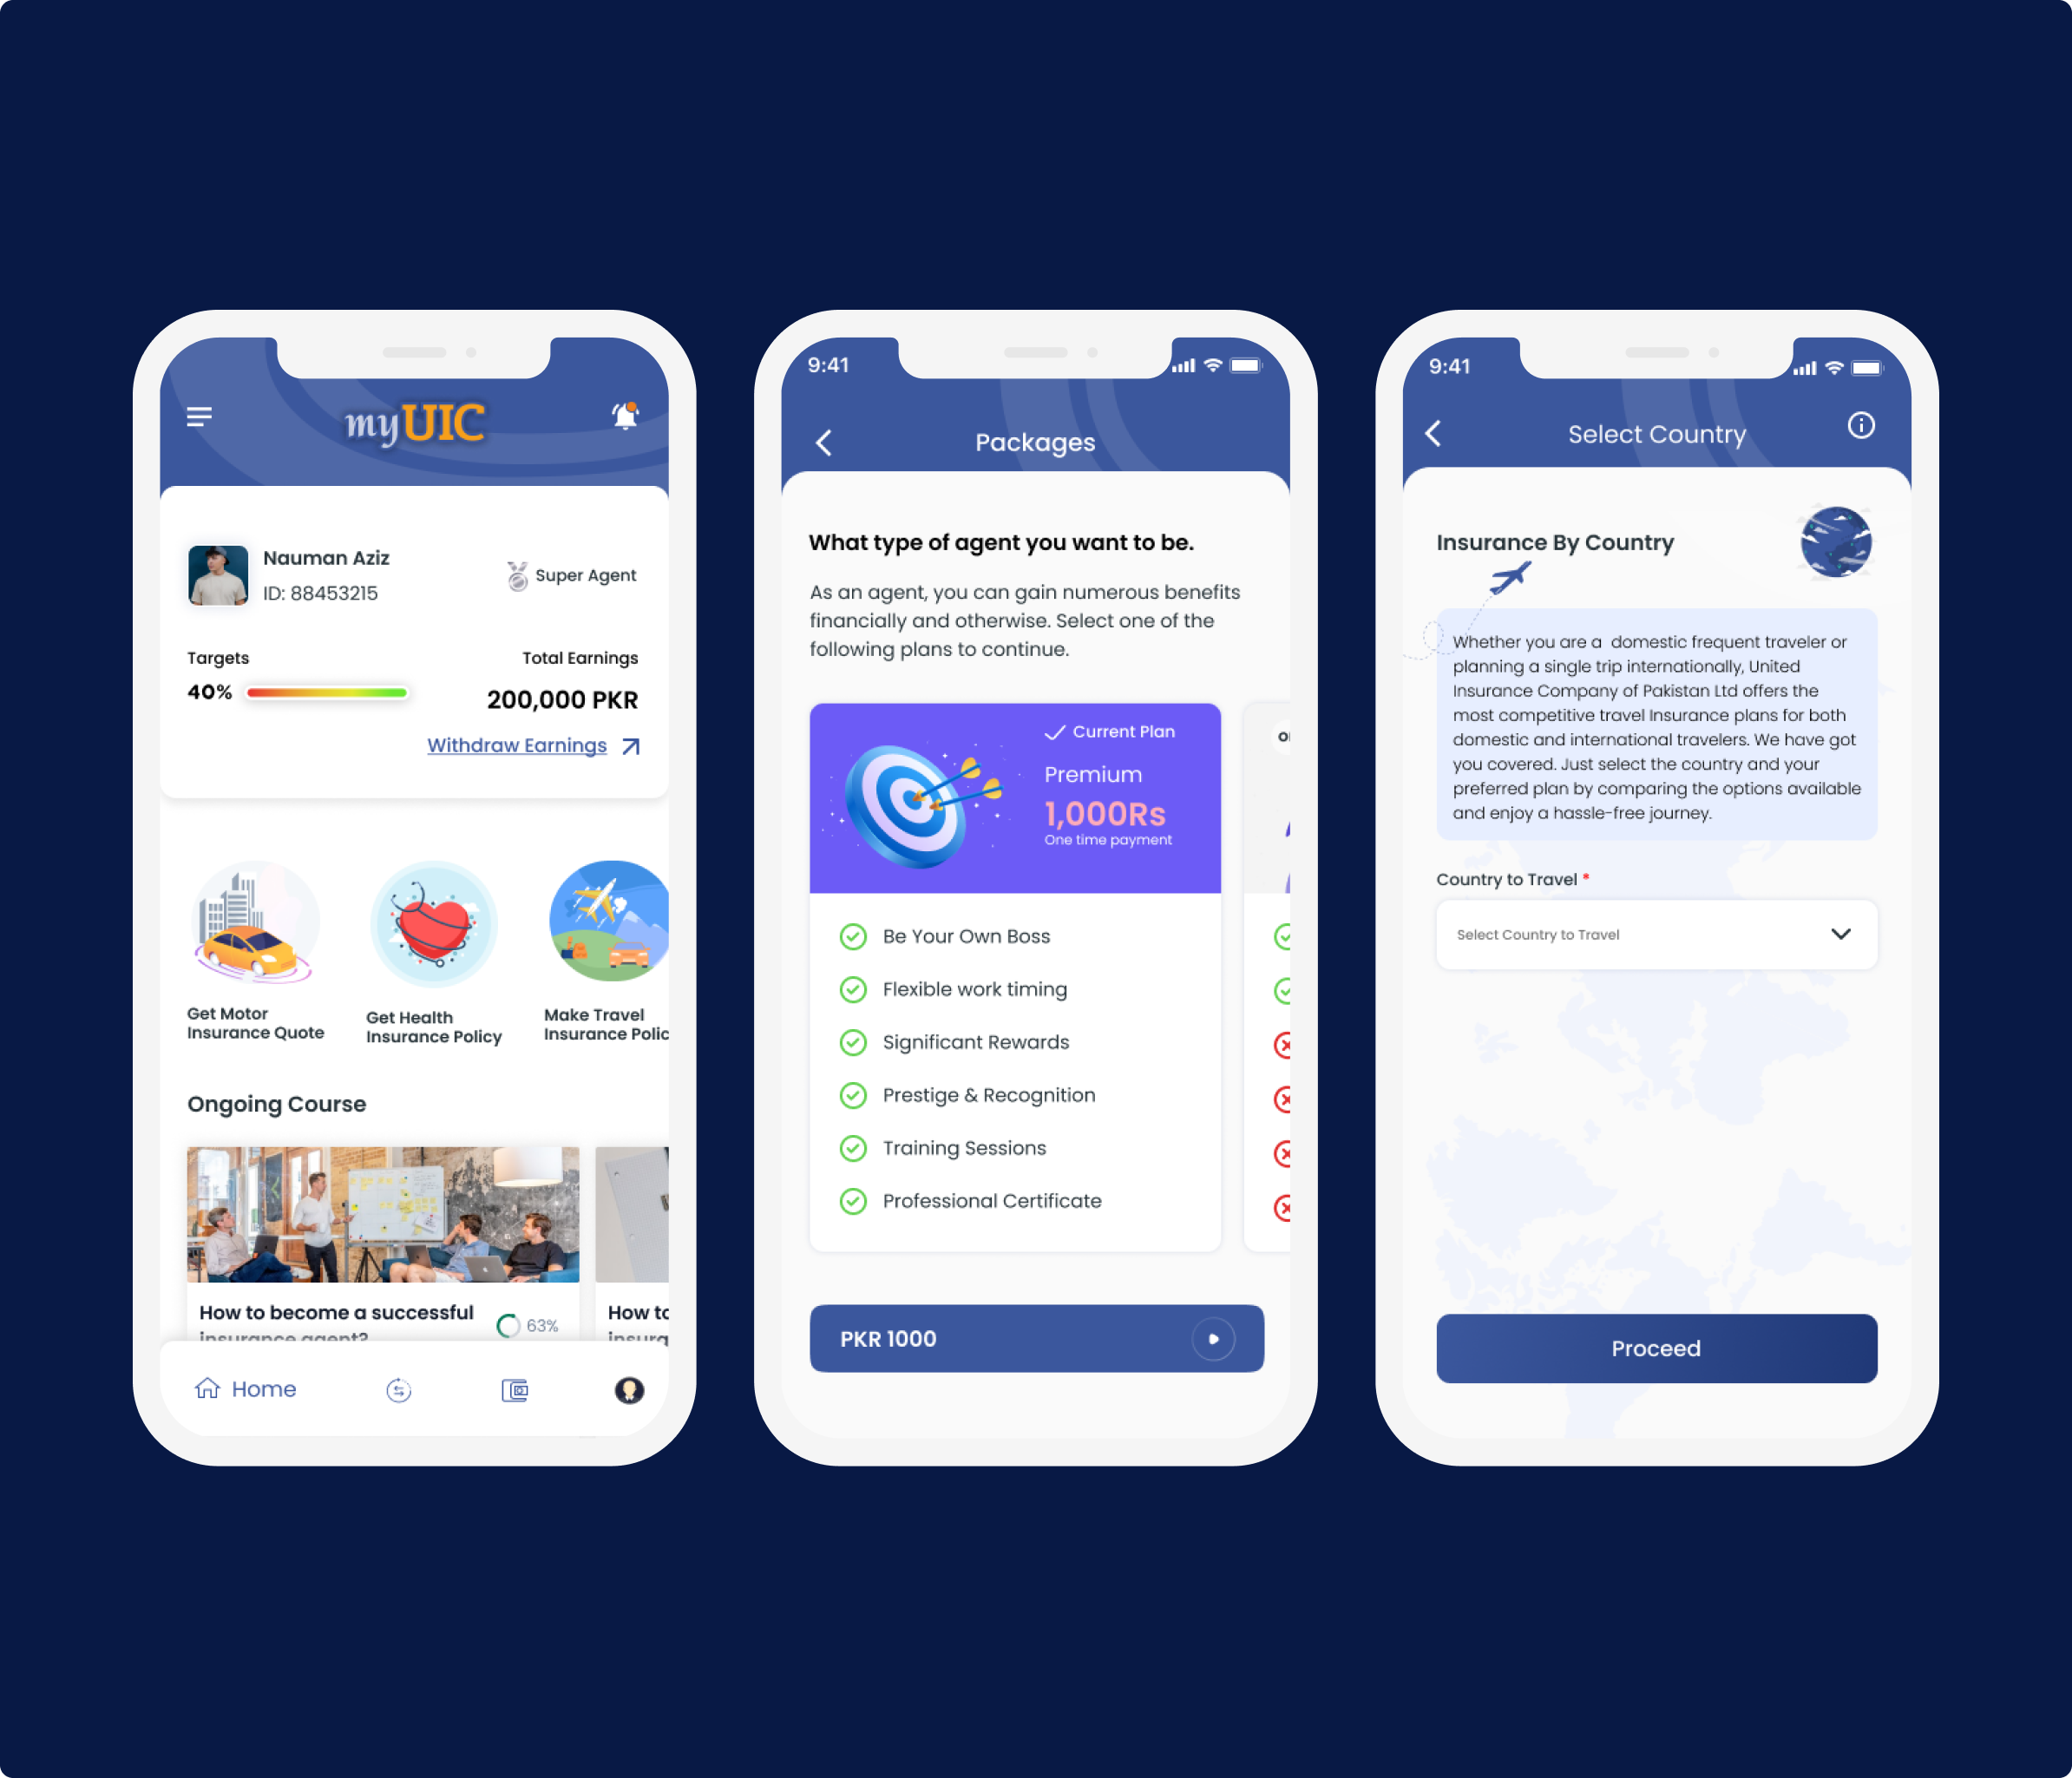 myUIC
Nauman Aziz
ID: 88453215
Super Agent
Targets
40%
Total Earnings
200,000 PKR
Withdraw Earnings
Get Motor
Insurance Quote
Get Health
Insurance Policy
Make Travel
Insurance Polic
Ongoing Course
How to become a successful
insurance agent?
63%
How to
Home
9:41
Packages
What type of agent you want to be.
As an agent, you can gain numerous benefits
financially and otherwise. Select one of the
following plans to continue.
Current Plan
Premium
1,000Rs
One time payment
Be Your Own Boss
Flexible work timing
Significant Rewards
Prestige & Recognition
Training Sessions
Professional Certificate
PKR 1000
9:41
Select Country
Insurance By Country
Whether you are a  domestic frequent traveler or
planning a single trip internationally, United
Insurance Company of Pakistan Ltd offers the
most competitive travel Insurance plans for both
domestic and international travelers. We have got
you covered. Just select the country and your
preferred plan by comparing the options available
and enjoy a hassle-free journey.
Country to Travel *
Select Country to Travel
Proceed